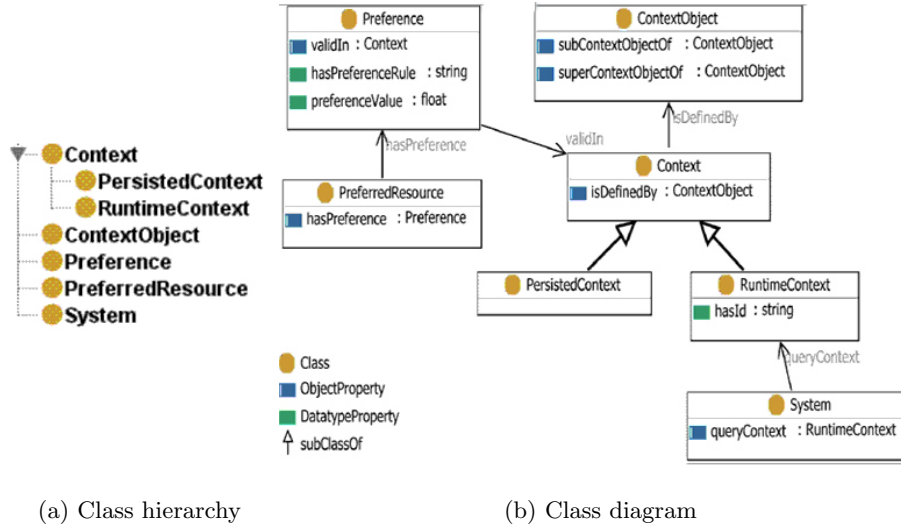 Context
PersistedContext
RuntimeContext
ContextObject
Preference
PreferredResource
System
Preference
validIn : Context
hasPreferenceRule : string
preferenceValue : float
ContextObject
subContextObjectOf : ContextObject
superContextObjectOf : ContextObject
hasPreference
validIn
isDefinedBy
PreferredResource
hasPreference : Preference
Context
isDefinedBy : ContextObject
PersistedContext
RuntimeContext
hasId : string
queryContext
System
queryContext : RuntimeContext
Class
ObjectProperty
DatatypeProperty
subClassOf
(a) Class hierarchy
(b) Class diagram